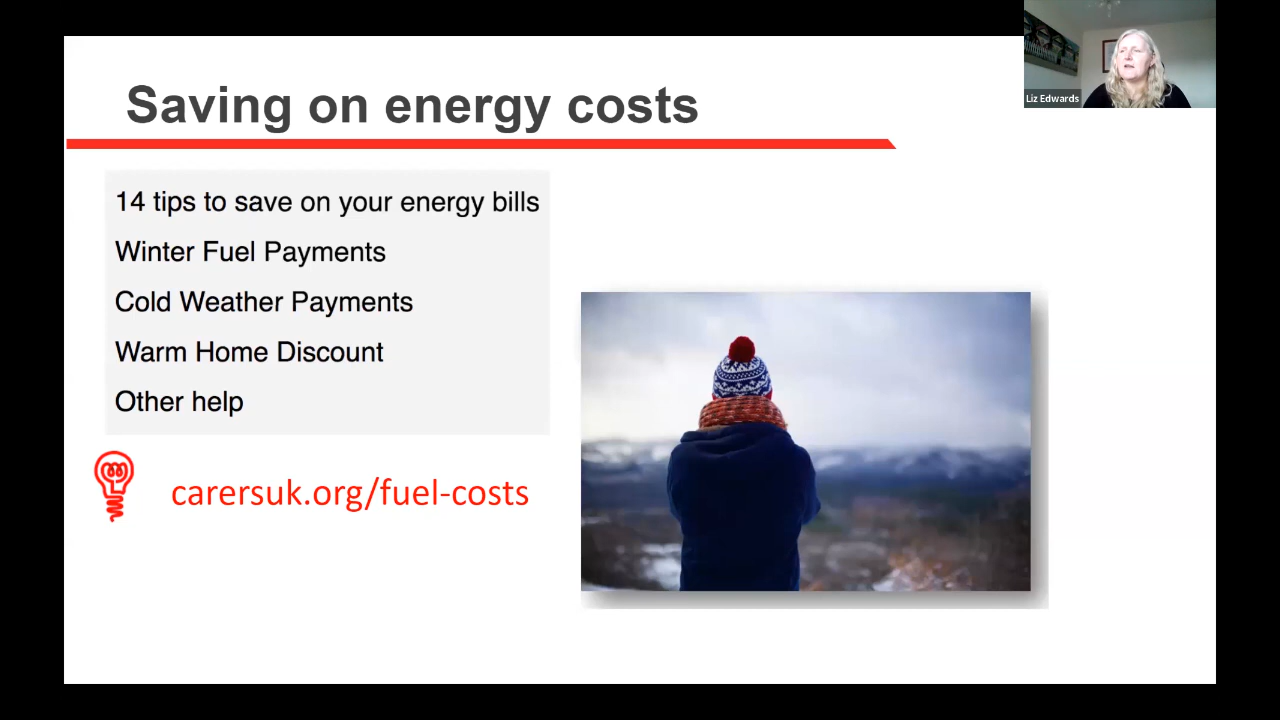 Saving on energy costs
Liz Edwards
14 tips to save on your energy bills
Winter Fuel Payments
Cold Weather Payments
Warm Home Discount
Other help
carersuk.org/fuel-costs